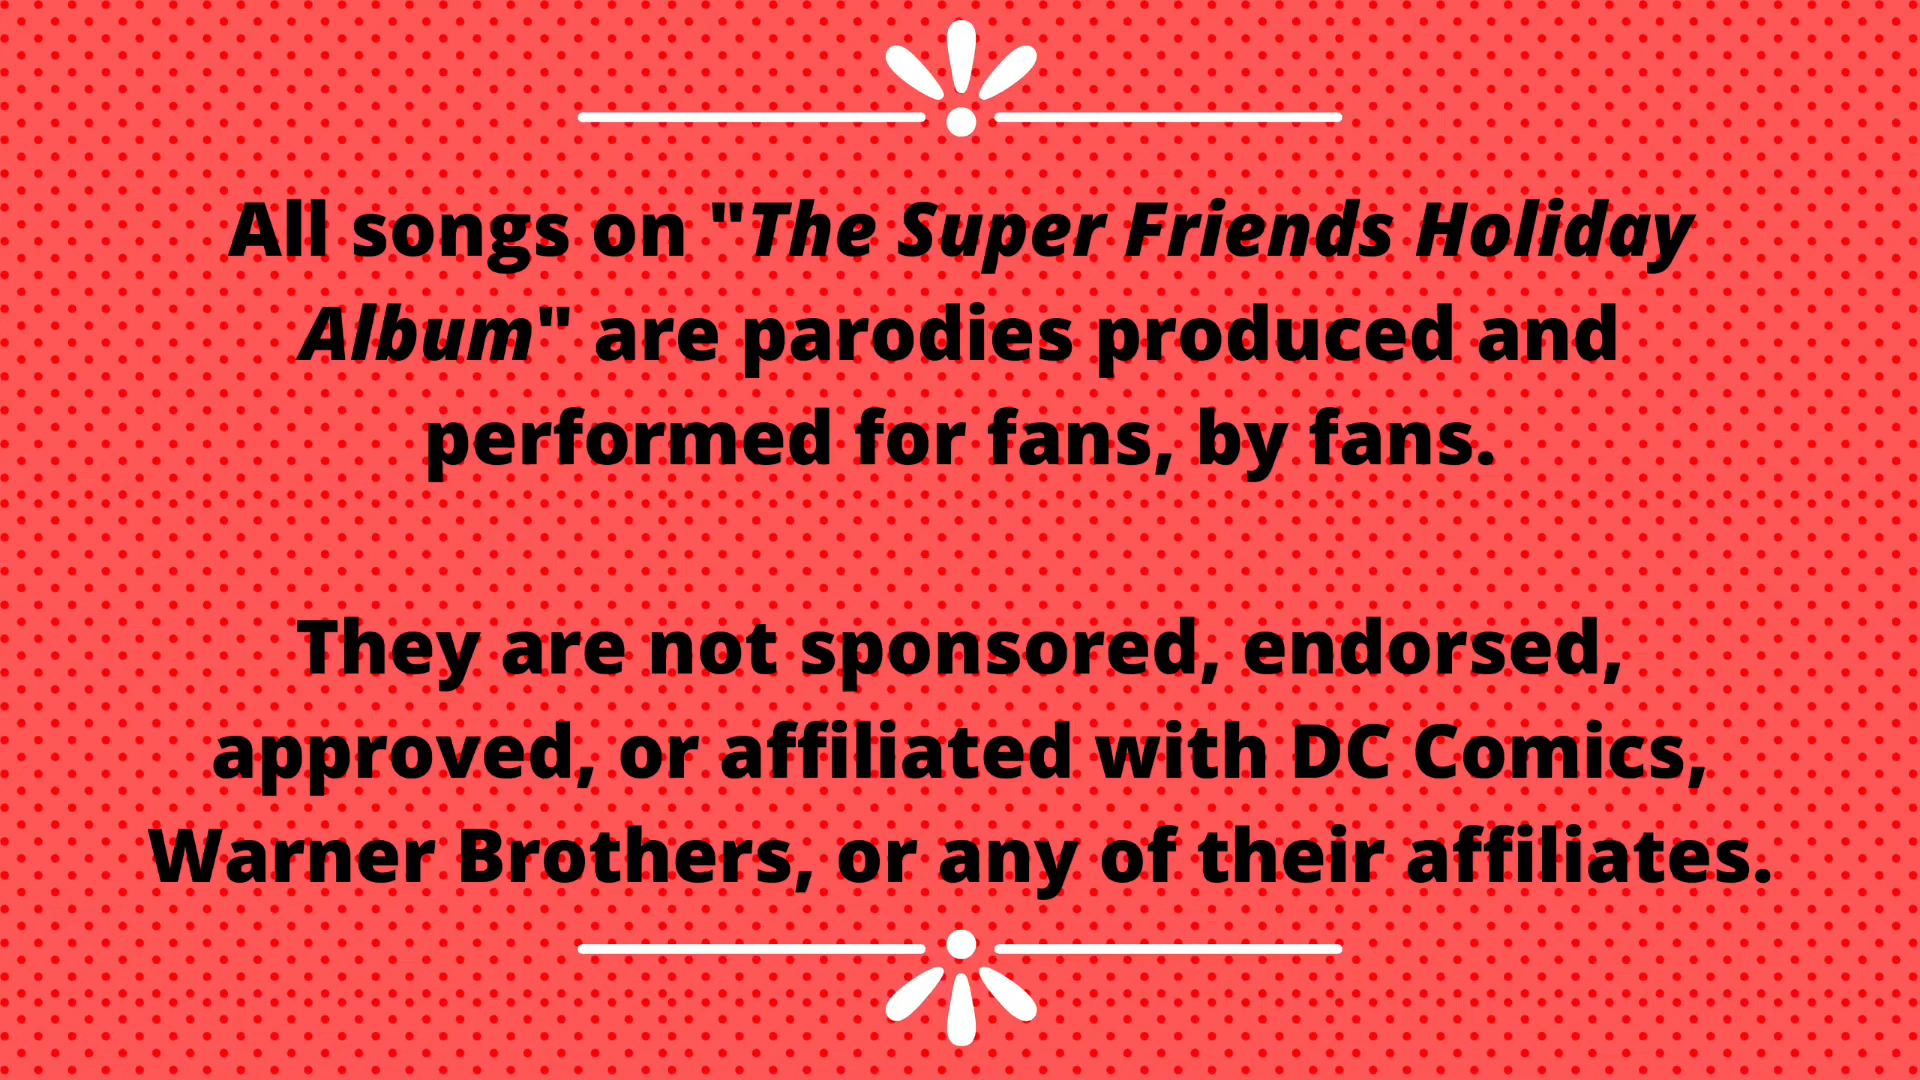 All songs on "The Super Friends Holiday
Album" are parodies produced and
performed for fans, by fans.
They are not sponsored, endorsed,
approved, or affiliated with DC Comics,
Warner Brothers, or any of their affiliates.